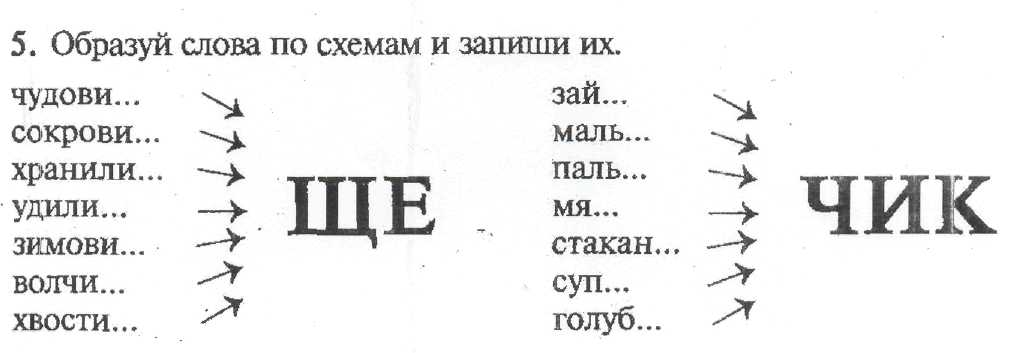 5. Образуй слова по схемам и запиши их.
чудови...
сокрови...
хранили...
удили...
зимови...
волчи...
хвости...
ЩЕ
зай...
маль...
паль...
мя...
стакан...
суп...
голуб...
ЧИК